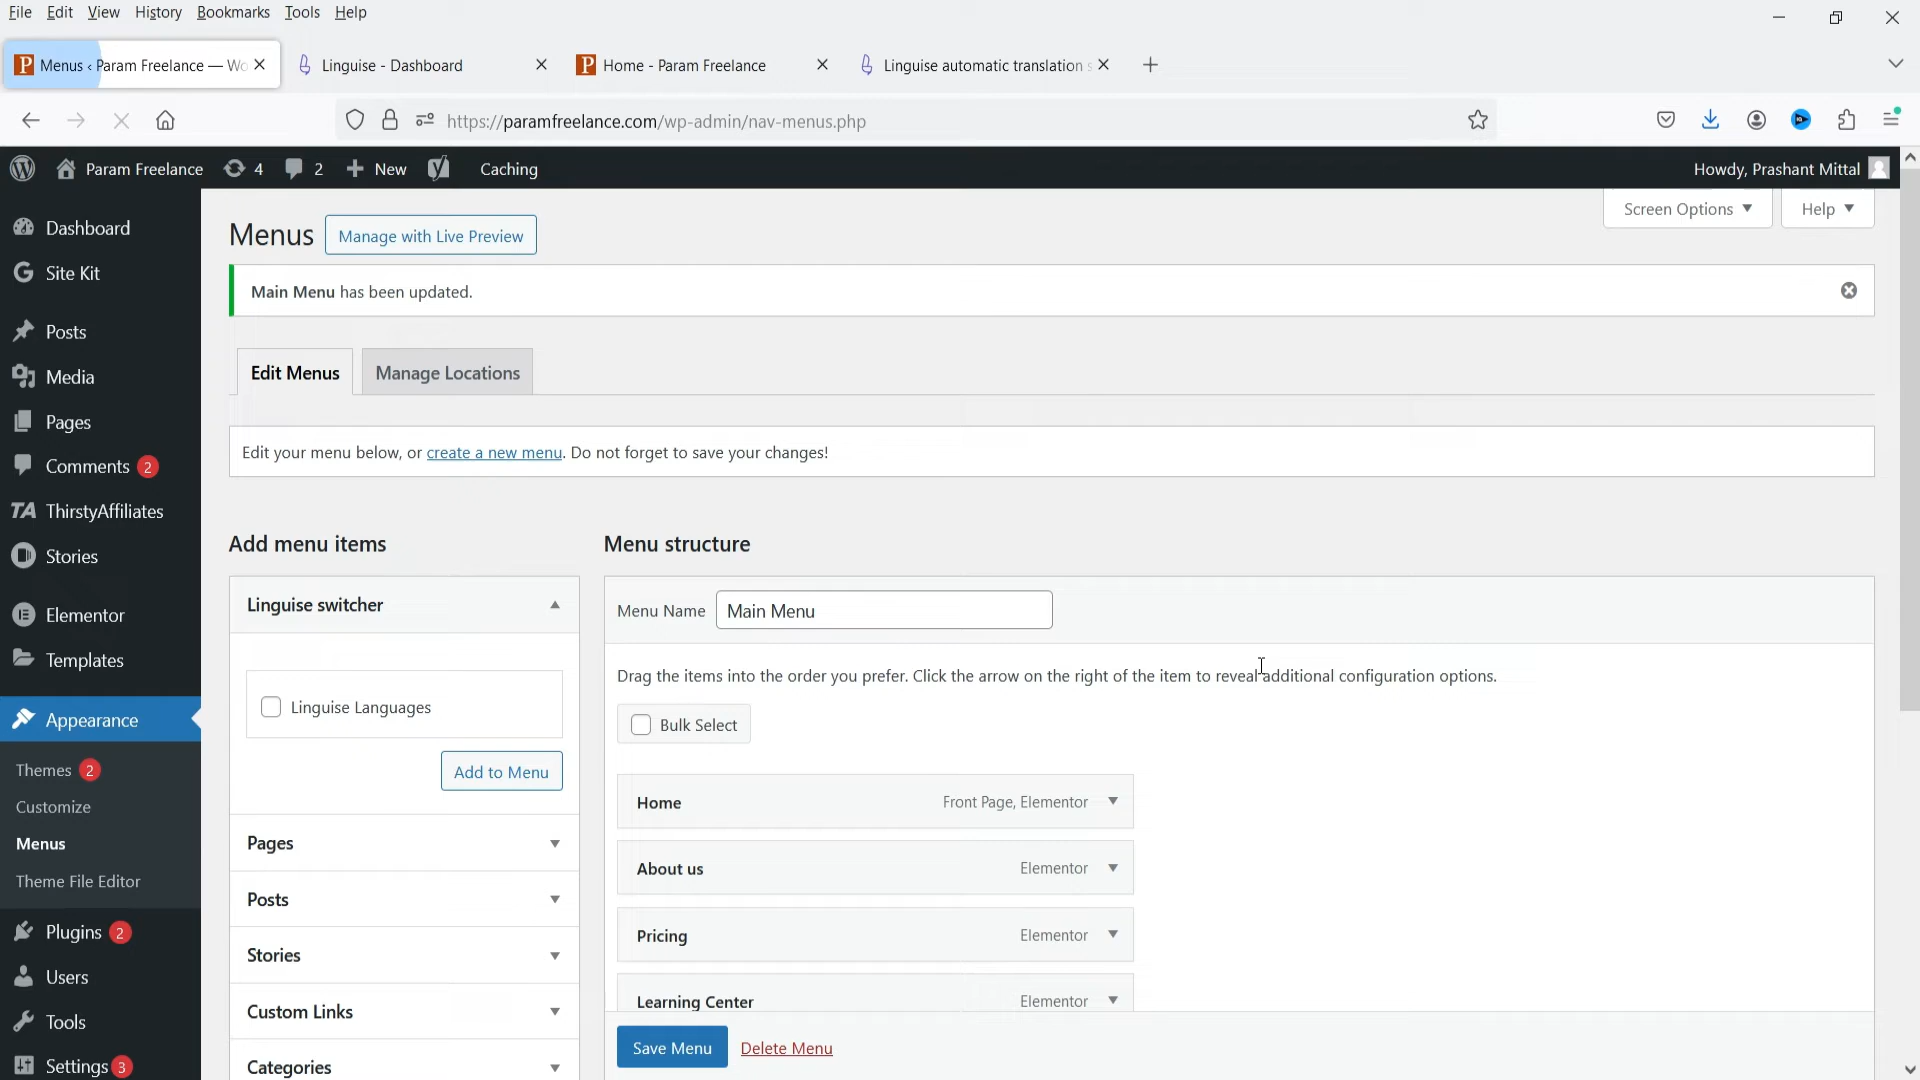 File Edit View History Bookmarks Tools Help
Menus ‹ Param Freelance — Wo
Linguise - Dashboard
Home - Param Freelance
Linguise automatic translation s
https://paramfreelance.com/wp-admin/nav-menus.php
Param Freelance 4 2 New Caching Howdy, Prashant Mittal
Screen Options Help
Menus Manage with Live Preview
Main Menu has been updated.
Edit Menus Manage Locations
Edit your menu below, or create a new menu. Do not forget to save your changes!
Dashboard
Site Kit
Posts
Media
Pages
Comments 2
TA ThirstyAffiliates
Stories
Elementor
Templates
Appearance
Themes 2
Customize
Menus
Theme File Editor
Plugins 2
Users
Tools
Settings 3
Add menu items
Linguise switcher
Linguise Languages
Add to Menu
Pages
Posts
Stories
Custom Links
Categories
Menu structure
Menu Name Main Menu
Drag the items into the order you prefer. Click the arrow on the right of the item to reveal additional configuration options.
Bulk Select
Home Front Page, Elementor
About us Elementor
Pricing Elementor
Learning Center Elementor
Save Menu Delete Menu